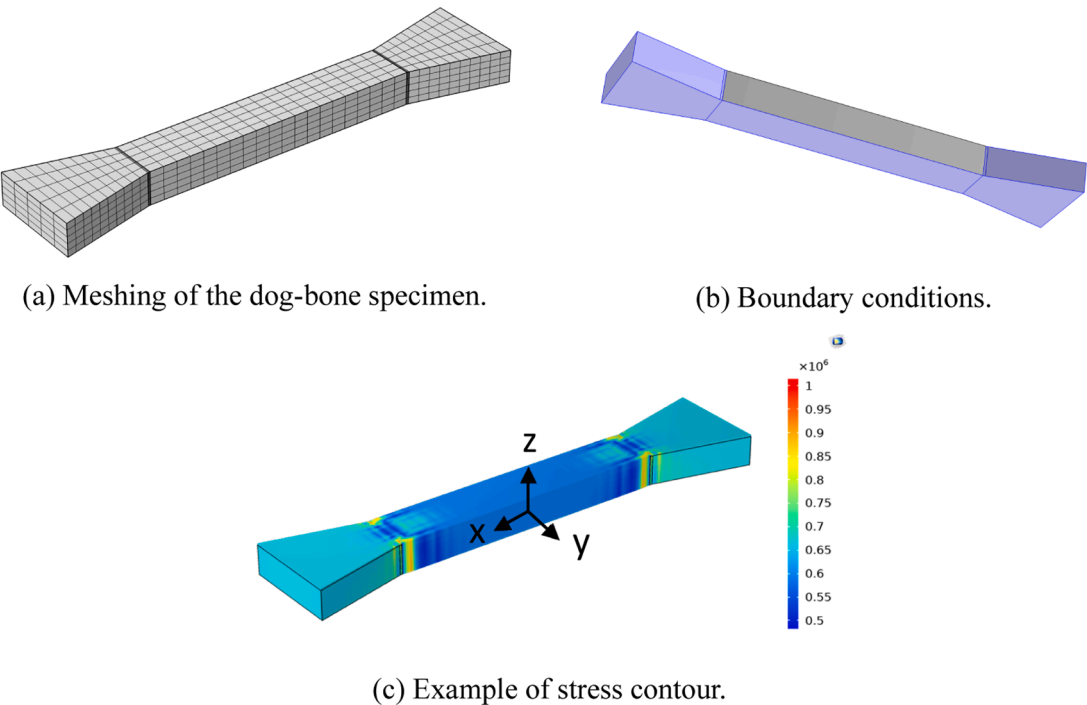 (a) Meshing of the dog-bone specimen.
(b) Boundary conditions.
×10⁶
1
0.95
0.9
0.85
0.8
0.75
0.7
0.65
0.6
0.55
0.5
z
x
y
(c) Example of stress contour.